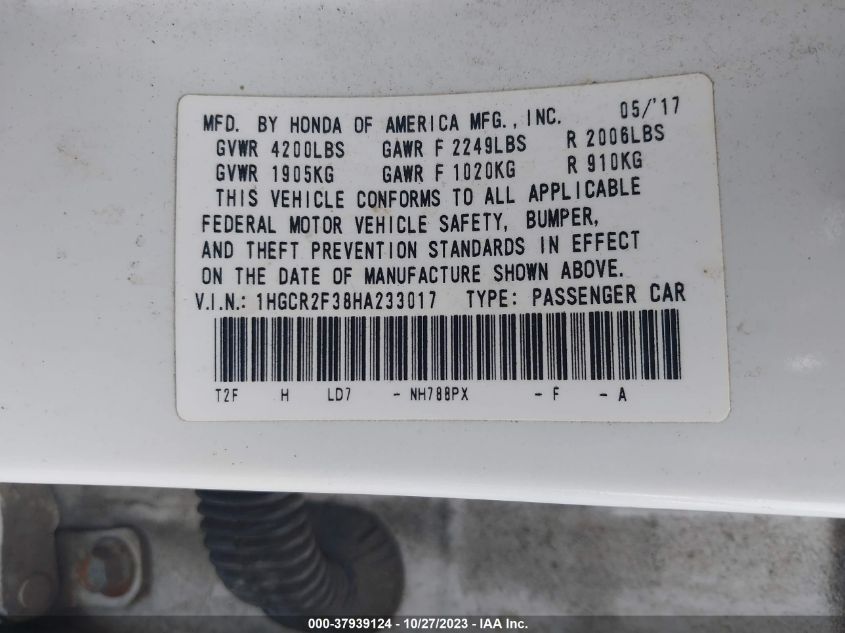 MFD. BY HONDA OF AMERICA MFG., INC. 05/'17
GVWR 4200LBS GAWR F 2249LBS R 2006LBS
GVWR 1905KG GAWR F 1020KG R 910KG
THIS VEHICLE CONFORMS TO ALL APPLICABLE
FEDERAL MOTOR VEHICLE SAFETY, BUMPER,
AND THEFT PREVENTION STANDARDS IN EFFECT
ON THE DATE OF MANUFACTURE SHOWN ABOVE.
V.I.N.: 1HGCR2F38HA233017 TYPE: PASSENGER CAR
T2F H LD7 - NH788PX - F - A
000-37939124 - 10/27/2023 - IAA Inc.